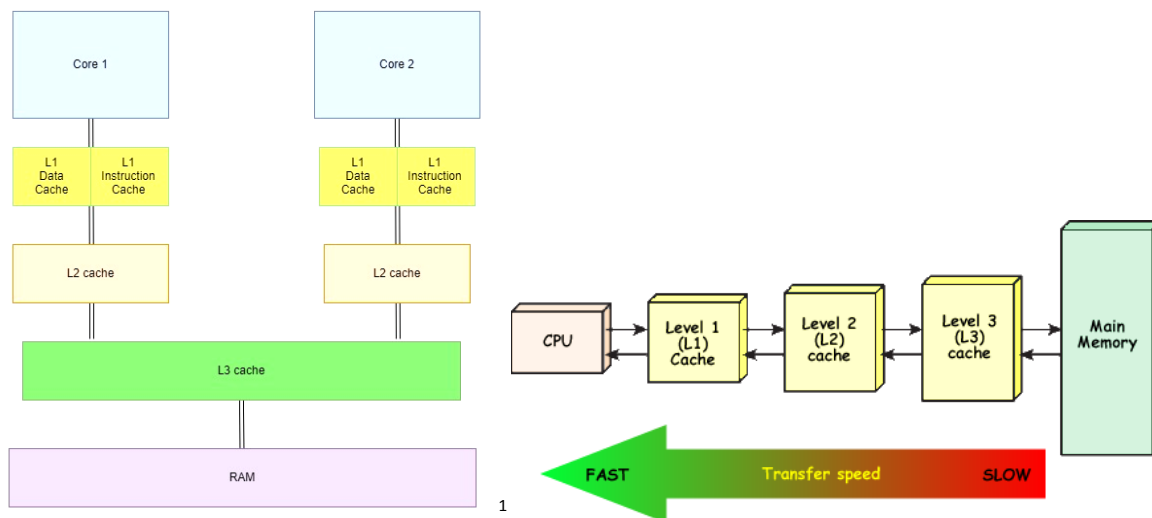 Core 1
Core 2
L1
Data
Cache
L1
Instruction
Cache
L1
Data
Cache
L1
Instruction
Cache
L2 cache
L2 cache
L3 cache
RAM
1
CPU
Level 1
(L1)
Cache
Level 2
(L2)
cache
Level 3
(L3)
cache
Main
Memory
FAST
Transfer speed
SLOW